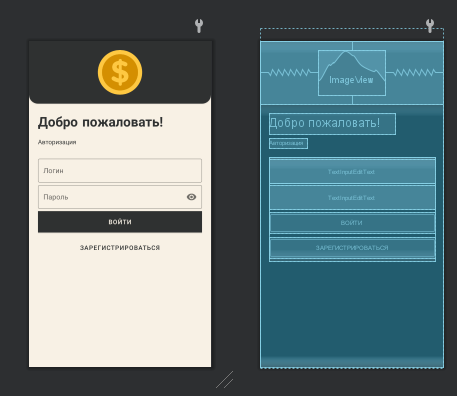 $
Добро пожаловать!
Авторизация
Логин
Пароль
ВОЙТИ
ЗАРЕГИСТРИРОВАТЬСЯ
ImageView
Добро пожаловать!
Авторизация
TextInputEditText
TextInputEditText
ВОЙТИ
ЗАРЕГИСТРИРОВАТЬСЯ